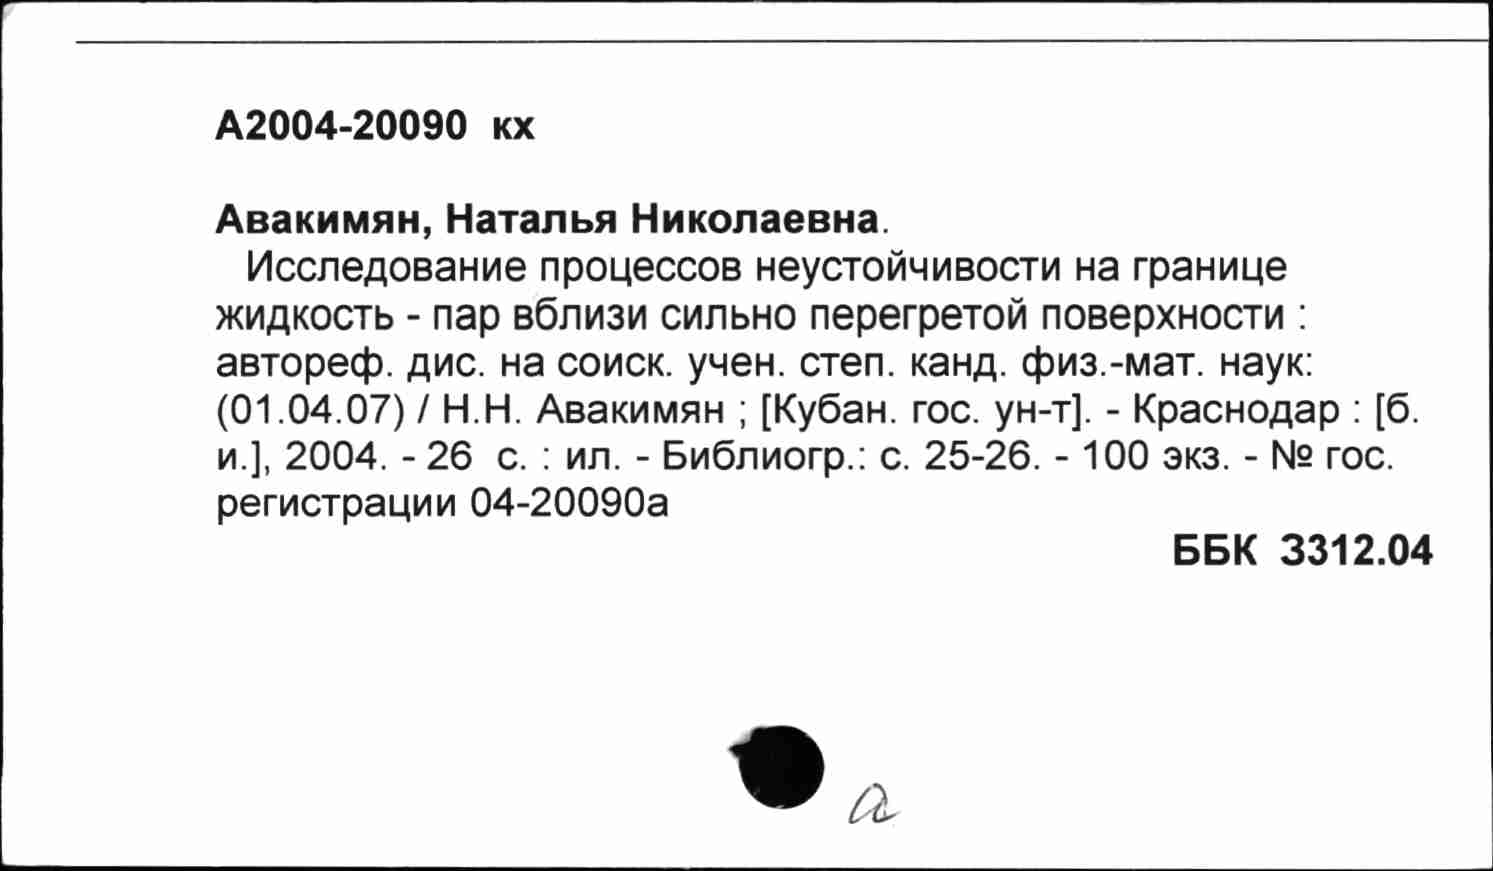 А2004-20090 кх
Авакимян, Наталья Николаевна.
Исследование процессов неустойчивости на границе
жидкость - пар вблизи сильно перегретой поверхности :
автореф. дис. на соиск. учен. степ. канд. физ.-мат. наук:
(01.04.07) / Н.Н. Авакимян ; [Кубан. гос. ун-т]. - Краснодар : [б.
и.], 2004. - 26 с. : ил. - Библиогр.: с. 25-26. - 100 экз. - № гос.
регистрации 04-20090а
ББК З312.04
а